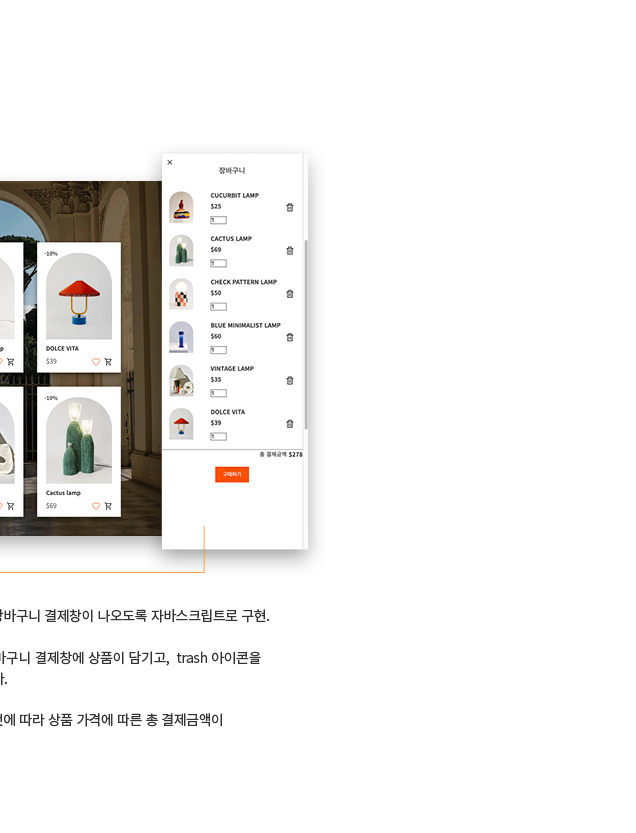 ×
장바구니
CUCURBIT LAMP
$25
1
CACTUS LAMP
$69
1
CHECK PATTERN LAMP
$50
1
BLUE MINIMALIST LAMP
$60
1
VINTAGE LAMP
$35
1
DOLCE VITA
$39
1
총 결제금액 $278
구매하기
-10%
DOLCE VITA
$39
-10%
Cactus lamp
$69
장바구니 결제창이 나오도록 자바스크립트로 구현.
바구니 결제창에 상품이 담기고, trash 아이콘을
다.
에 따라 상품 가격에 따른 총 결제금액이